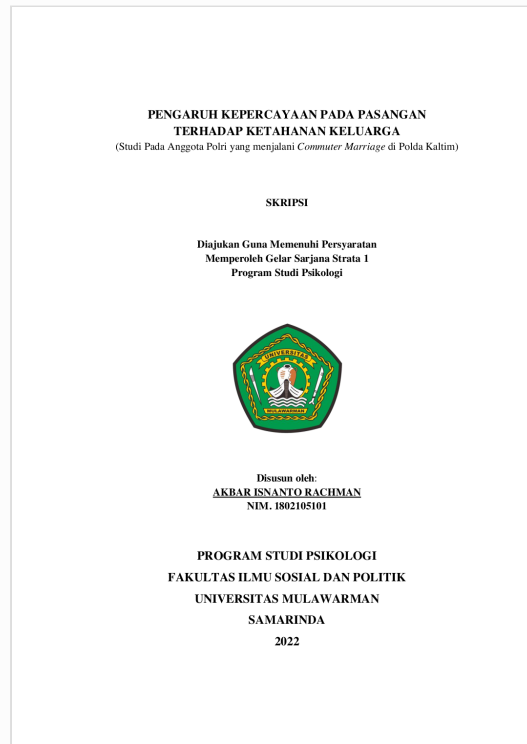 PENGARUH KEPERCAYAAN PADA PASANGAN
TERHADAP KETAHANAN KELUARGA
(Studi Pada Anggota Polri yang menjalani Commuter Marriage di Polda Kaltim)
SKRIPSI
Diajukan Guna Memenuhi Persyaratan
Memperoleh Gelar Sarjana Strata 1
Program Studi Psikologi
UNIVERSITAS
MULAWARMAN
Disusun oleh:
AKBAR ISNANTO RACHMAN
NIM. 1802105101
PROGRAM STUDI PSIKOLOGI
FAKULTAS ILMU SOSIAL DAN POLITIK
UNIVERSITAS MULAWARMAN
SAMARINDA
2022